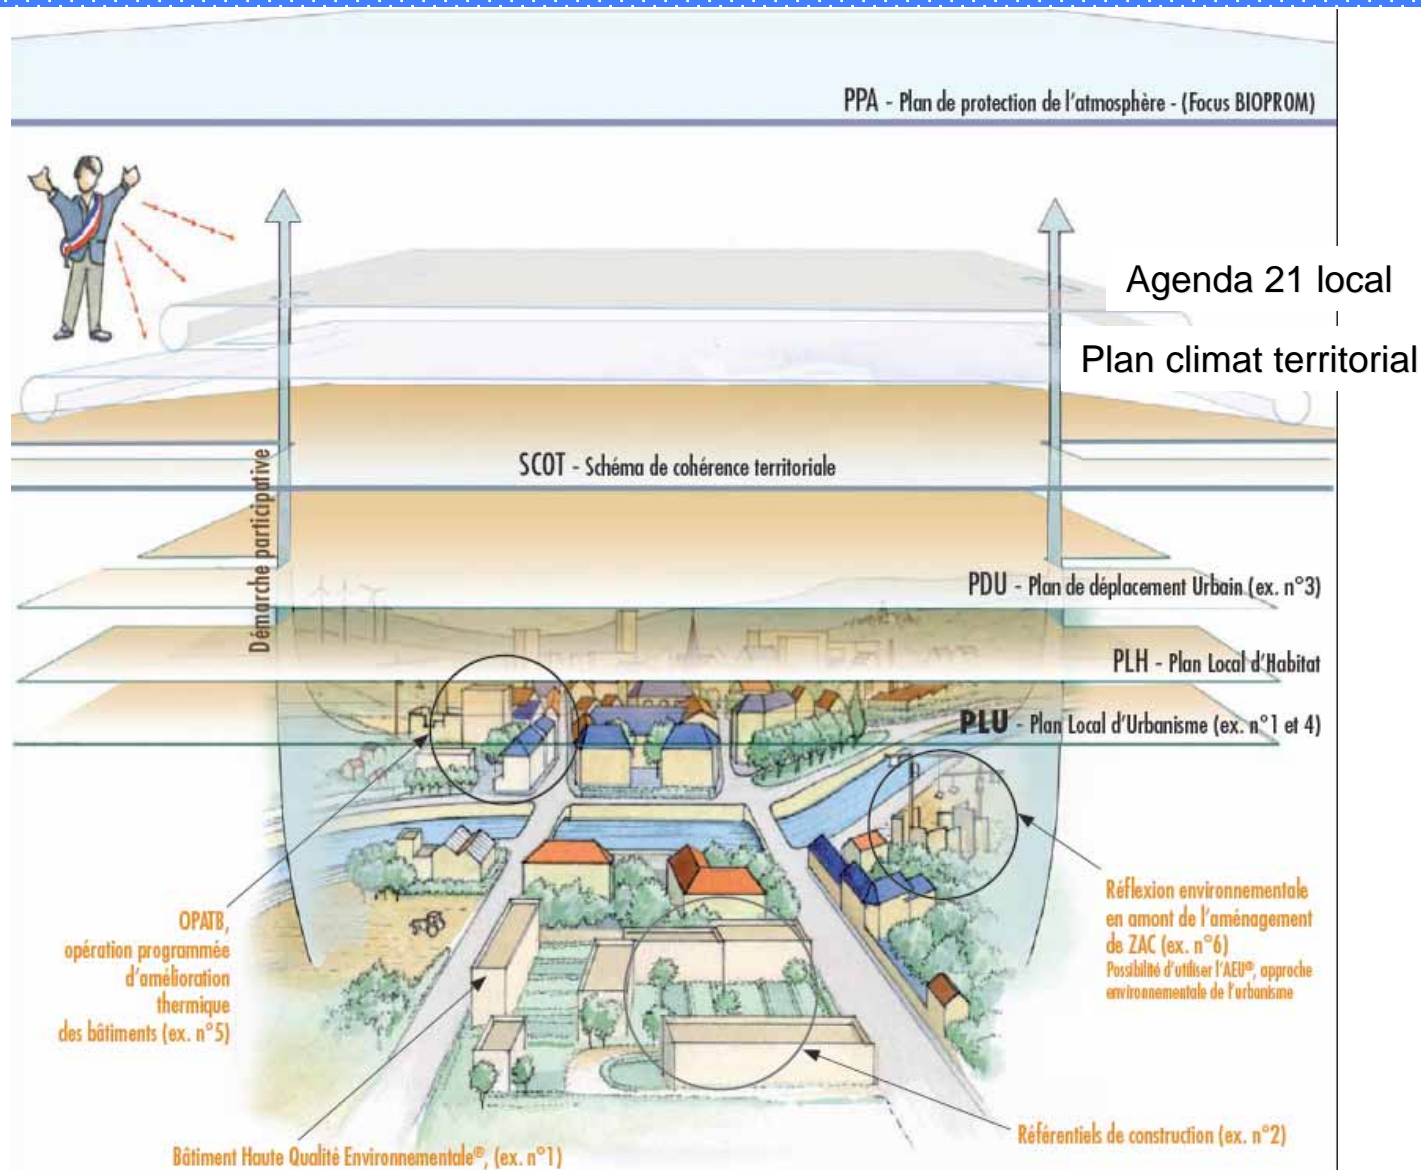 PPA - Plan de protection de l'atmosphère - (Focus BIOPROM)
Agenda 21 local
Plan climat territorial
SCOT - Schéma de cohérence territoriale
Démarche participative
PDU - Plan de déplacement Urbain (ex. n°3)
PLH - Plan Local d'Habitat
PLU - Plan Local d'Urbanisme (ex. n°1 et 4)
OPATB,
opération programmée
d'amélioration
thermique
des bâtiments (ex. n°5)
Réflexion environnementale
en amont de l'aménagement
de ZAC (ex. n°6)
Possibilité d'utiliser l'AEU®, approche
environnementale de l'urbanisme
Référentiels de construction (ex. n°2)
Bâtiment Haute Qualité Environnementale®, (ex. n°1)